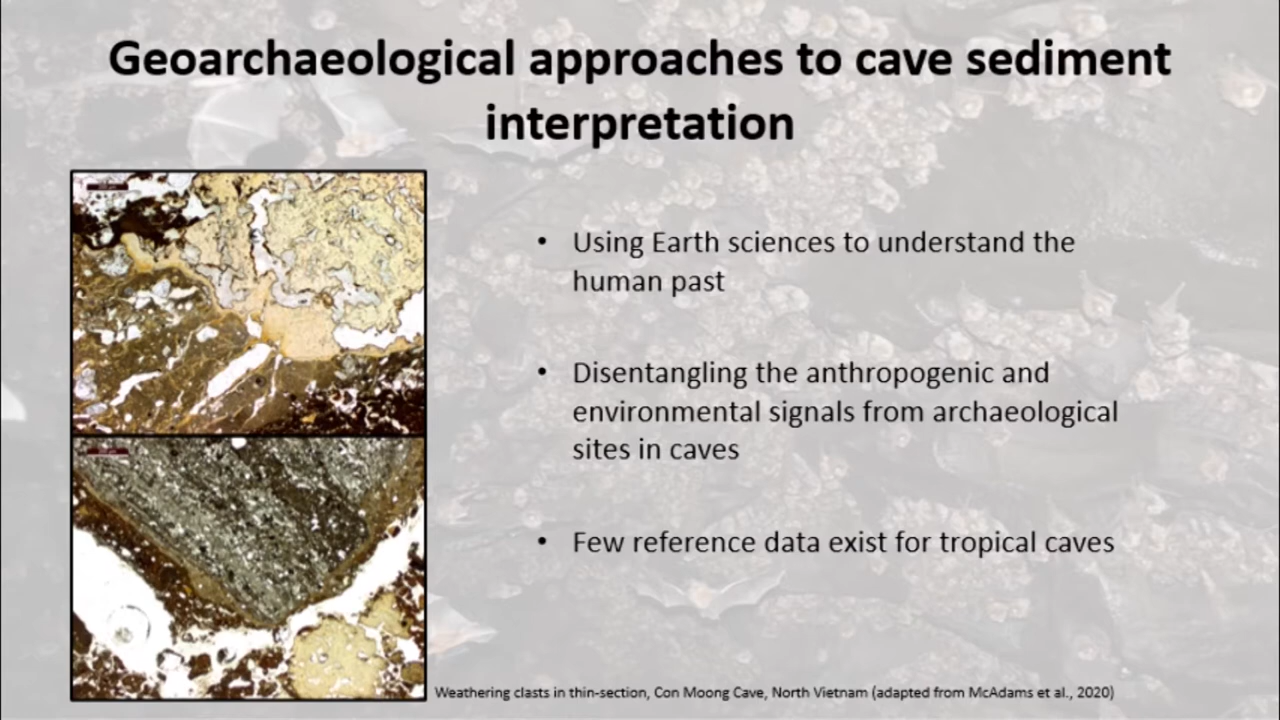 Geoarchaeological approaches to cave sediment
interpretation
• Using Earth sciences to understand the
human past
• Disentangling the anthropogenic and
environmental signals from archaeological
sites in caves
• Few reference data exist for tropical caves
Weathering clasts in thin-section, Con Moong Cave, North Vietnam (adapted from McAdams et al., 2020)